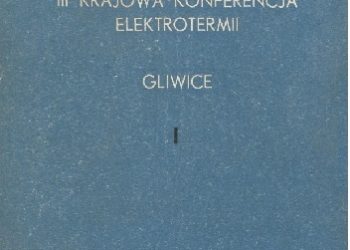 III KRAJOWA KONFERENCJA
ELEKTROTERMII
GLIWICE
I